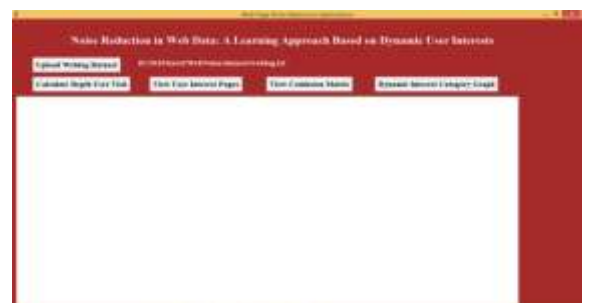 Noise Reduction in Web Data: A Learning Approach Based on Dynamic User Interests
Upload Weblog Dataset
Calculate Depth User Visit
View User Interest Pages
View Confusion Matrix
Dynamic Interest Category Graph